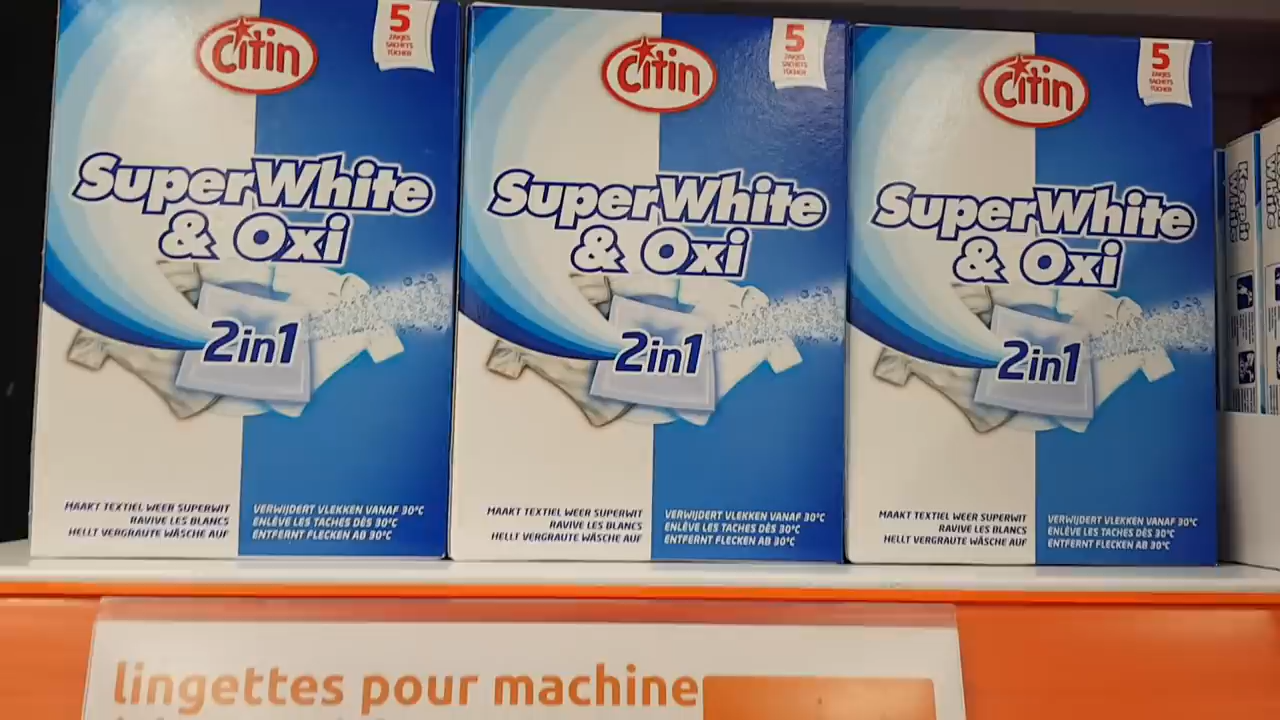 Citin
5
ZAKJES
SACHETS
TÜCHER
SuperWhite
& Oxi
2in1
MAAKT TEXTIEL WEER SUPERWIT
RAVIVE LES BLANCS
HELLT VERGRAUTE WÄSCHE AUF
VERWIJDERT VLEKKEN VANAF 30°C
ENLÈVE LES TACHES DÈS 30°C
ENTFERNT FLECKEN AB 30°C
Citin
5
ZAKJES
SACHETS
TÜCHER
SuperWhite
& Oxi
2in1
MAAKT TEXTIEL WEER SUPERWIT
RAVIVE LES BLANCS
HELLT VERGRAUTE WÄSCHE AUF
VERWIJDERT VLEKKEN VANAF 30°C
ENLÈVE LES TACHES DÈS 30°C
ENTFERNT FLECKEN AB 30°C
Citin
5
ZAKJES
SACHETS
TÜCHER
SuperWhite
& Oxi
2in1
MAAKT TEXTIEL WEER SUPERWIT
RAVIVE LES BLANCS
HELLT VERGRAUTE WÄSCHE AUF
VERWIJDERT VLEKKEN VANAF 30°C
ENLÈVE LES TACHES DÈS 30°C
ENTFERNT FLECKEN AB 30°C
Keep it
White
White
lingettes pour machine